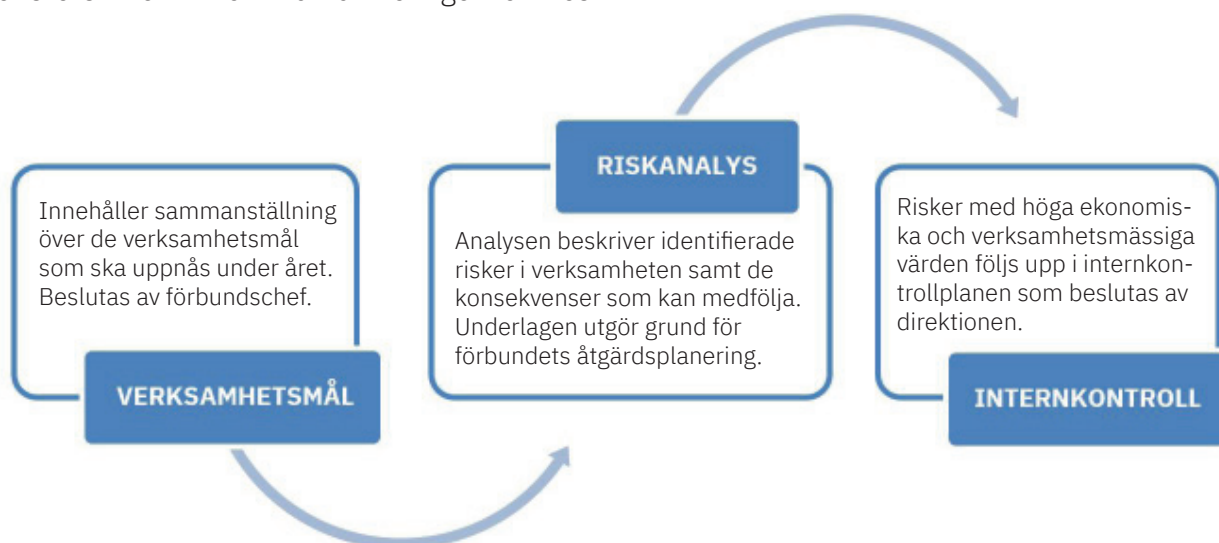 Innehåller sammanställning
över de verksamhetsmål
som ska uppnås under året.
Beslutas av förbundschef.
VERKSAMHETSMÅL
RISKANALYS
Analysen beskriver identifierade
risker i verksamheten samt de
konsekvenser som kan medfölja.
Underlagen utgör grund för
förbundets åtgärdsplanering.
Risker med höga ekonomis-
ka och verksamhetsmässiga
värden följs upp i internkon-
trollplanen som beslutas av
direktionen.
INTERNKONTROLL